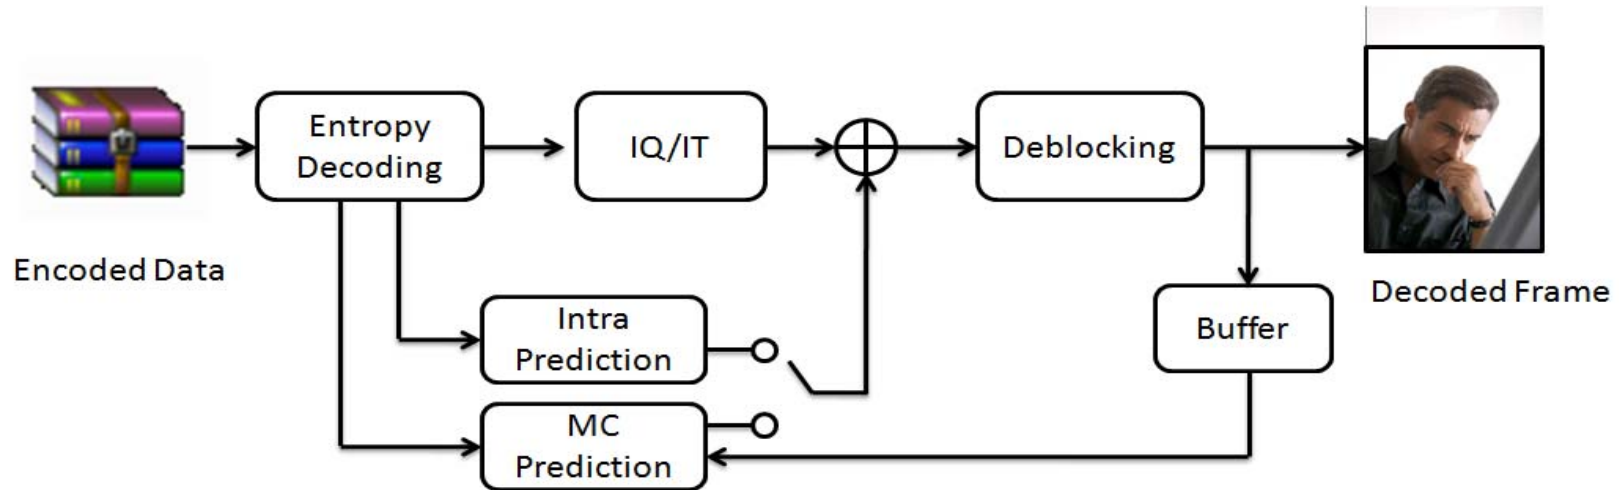 Entropy
Decoding
IQ/IT
Deblocking
Encoded Data
Decoded Frame
Intra
Prediction
Buffer
MC
Prediction